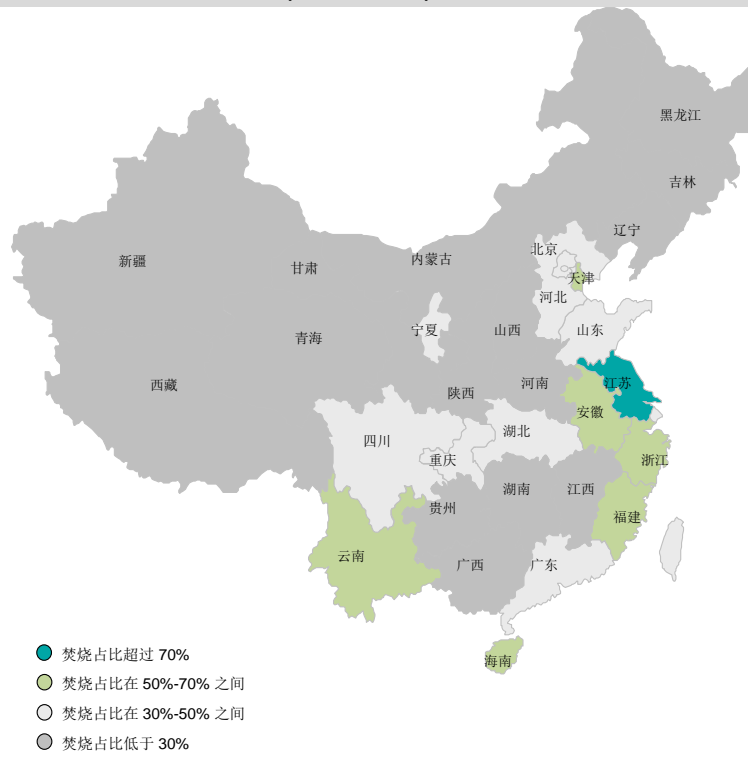 黑龙江
吉林
辽宁
北京
新疆
甘肃
内蒙古
天津
河北
宁夏
山西
山东
青海
西藏
陕西
河南
江苏
安徽
四川
湖北
重庆
浙江
湖南
江西
贵州
福建
云南
广西
广东
海南
焚烧占比超过 70%
焚烧占比在 50%-70% 之间
焚烧占比在 30%-50% 之间
焚烧占比低于 30%